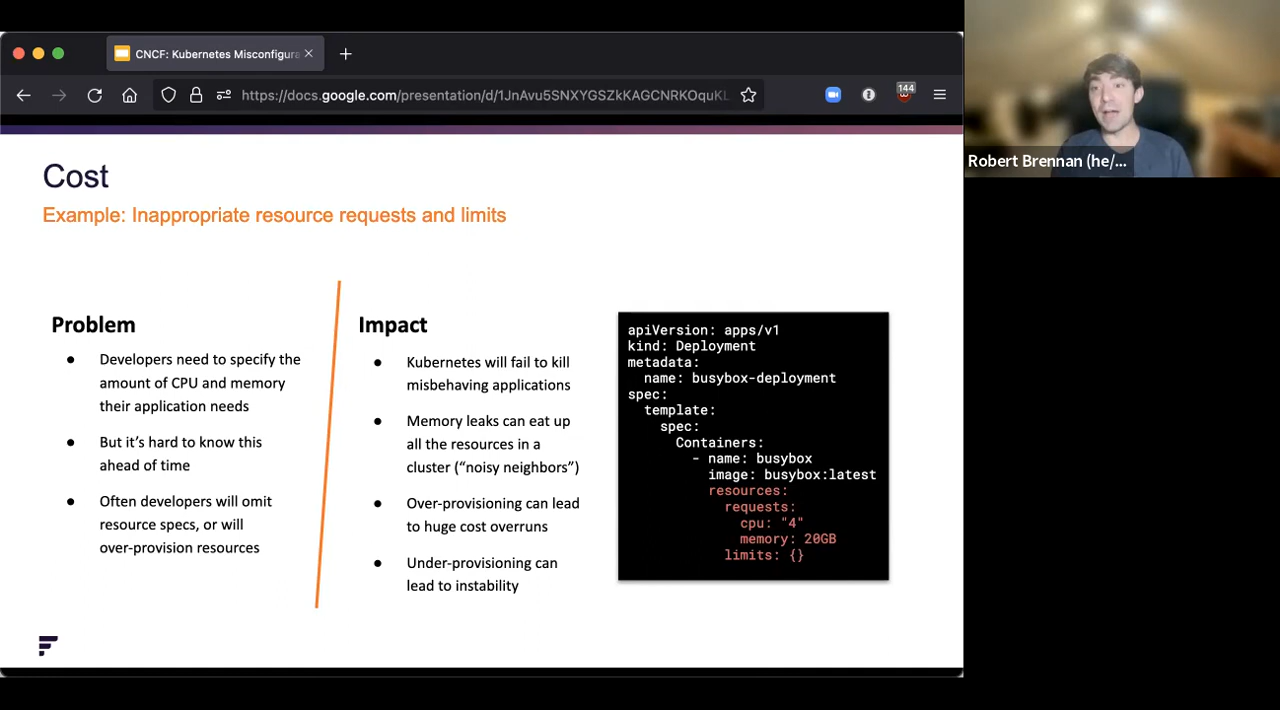 CNCF: Kubernetes Misconfigura
https://docs.google.com/presentation/d/1JnAvu5SNXYGSZkKAGCNRKOquKL
144
Robert Brennan (he/...
Cost
Example: Inappropriate resource requests and limits
Problem
● Developers need to specify the
amount of CPU and memory
their application needs
● But it’s hard to know this
ahead of time
● Often developers will omit
resource specs, or will
over-provision resources
Impact
● Kubernetes will fail to kill
misbehaving applications
● Memory leaks can eat up
all the resources in a
cluster (“noisy neighbors”)
● Over-provisioning can lead
to huge cost overruns
● Under-provisioning can
lead to instability
apiVersion: apps/v1
kind: Deployment
metadata:
  name: busybox-deployment
spec:
  template:
    spec:
      Containers:
        - name: busybox
          image: busybox:latest
          resources:
            requests:
              cpu: "4"
              memory: 20GB
            limits: {}